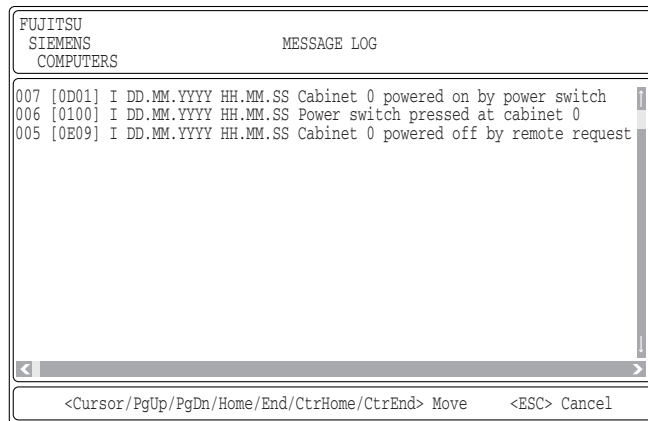 FUJITSU
SIEMENS MESSAGE LOG
COMPUTERS
007 [0D01] I DD.MM.YYYY HH.MM.SS Cabinet 0 powered on by power switch
006 [0100] I DD.MM.YYYY HH.MM.SS Power switch pressed at cabinet 0
005 [0E09] I DD.MM.YYYY HH.MM.SS Cabinet 0 powered off by remote request
<Cursor/PgUp/PgDn/Home/End/CtrHome/CtrEnd> Move <ESC> Cancel